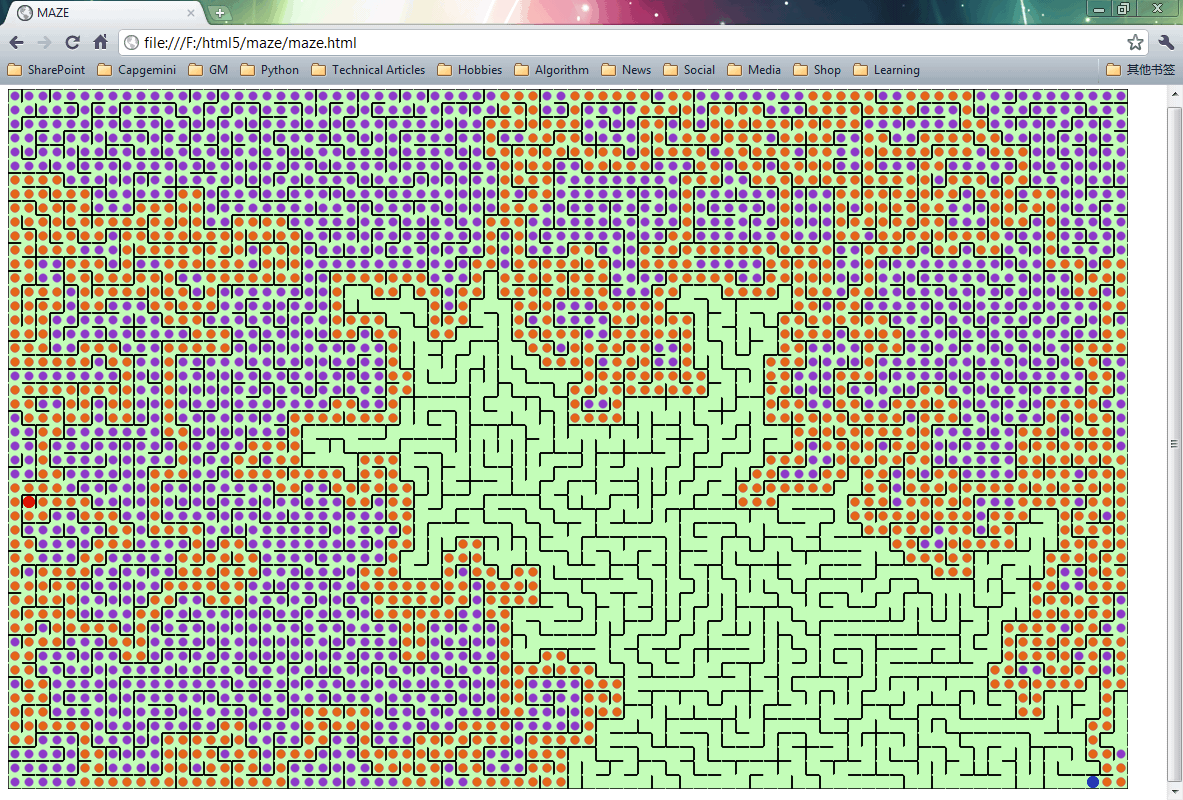 MAZE
file:///F:/html5/maze/maze.html
SharePoint Capgemini GM Python Technical Articles Hobbies Algorithm News Social Media Shop Learning 其他书签